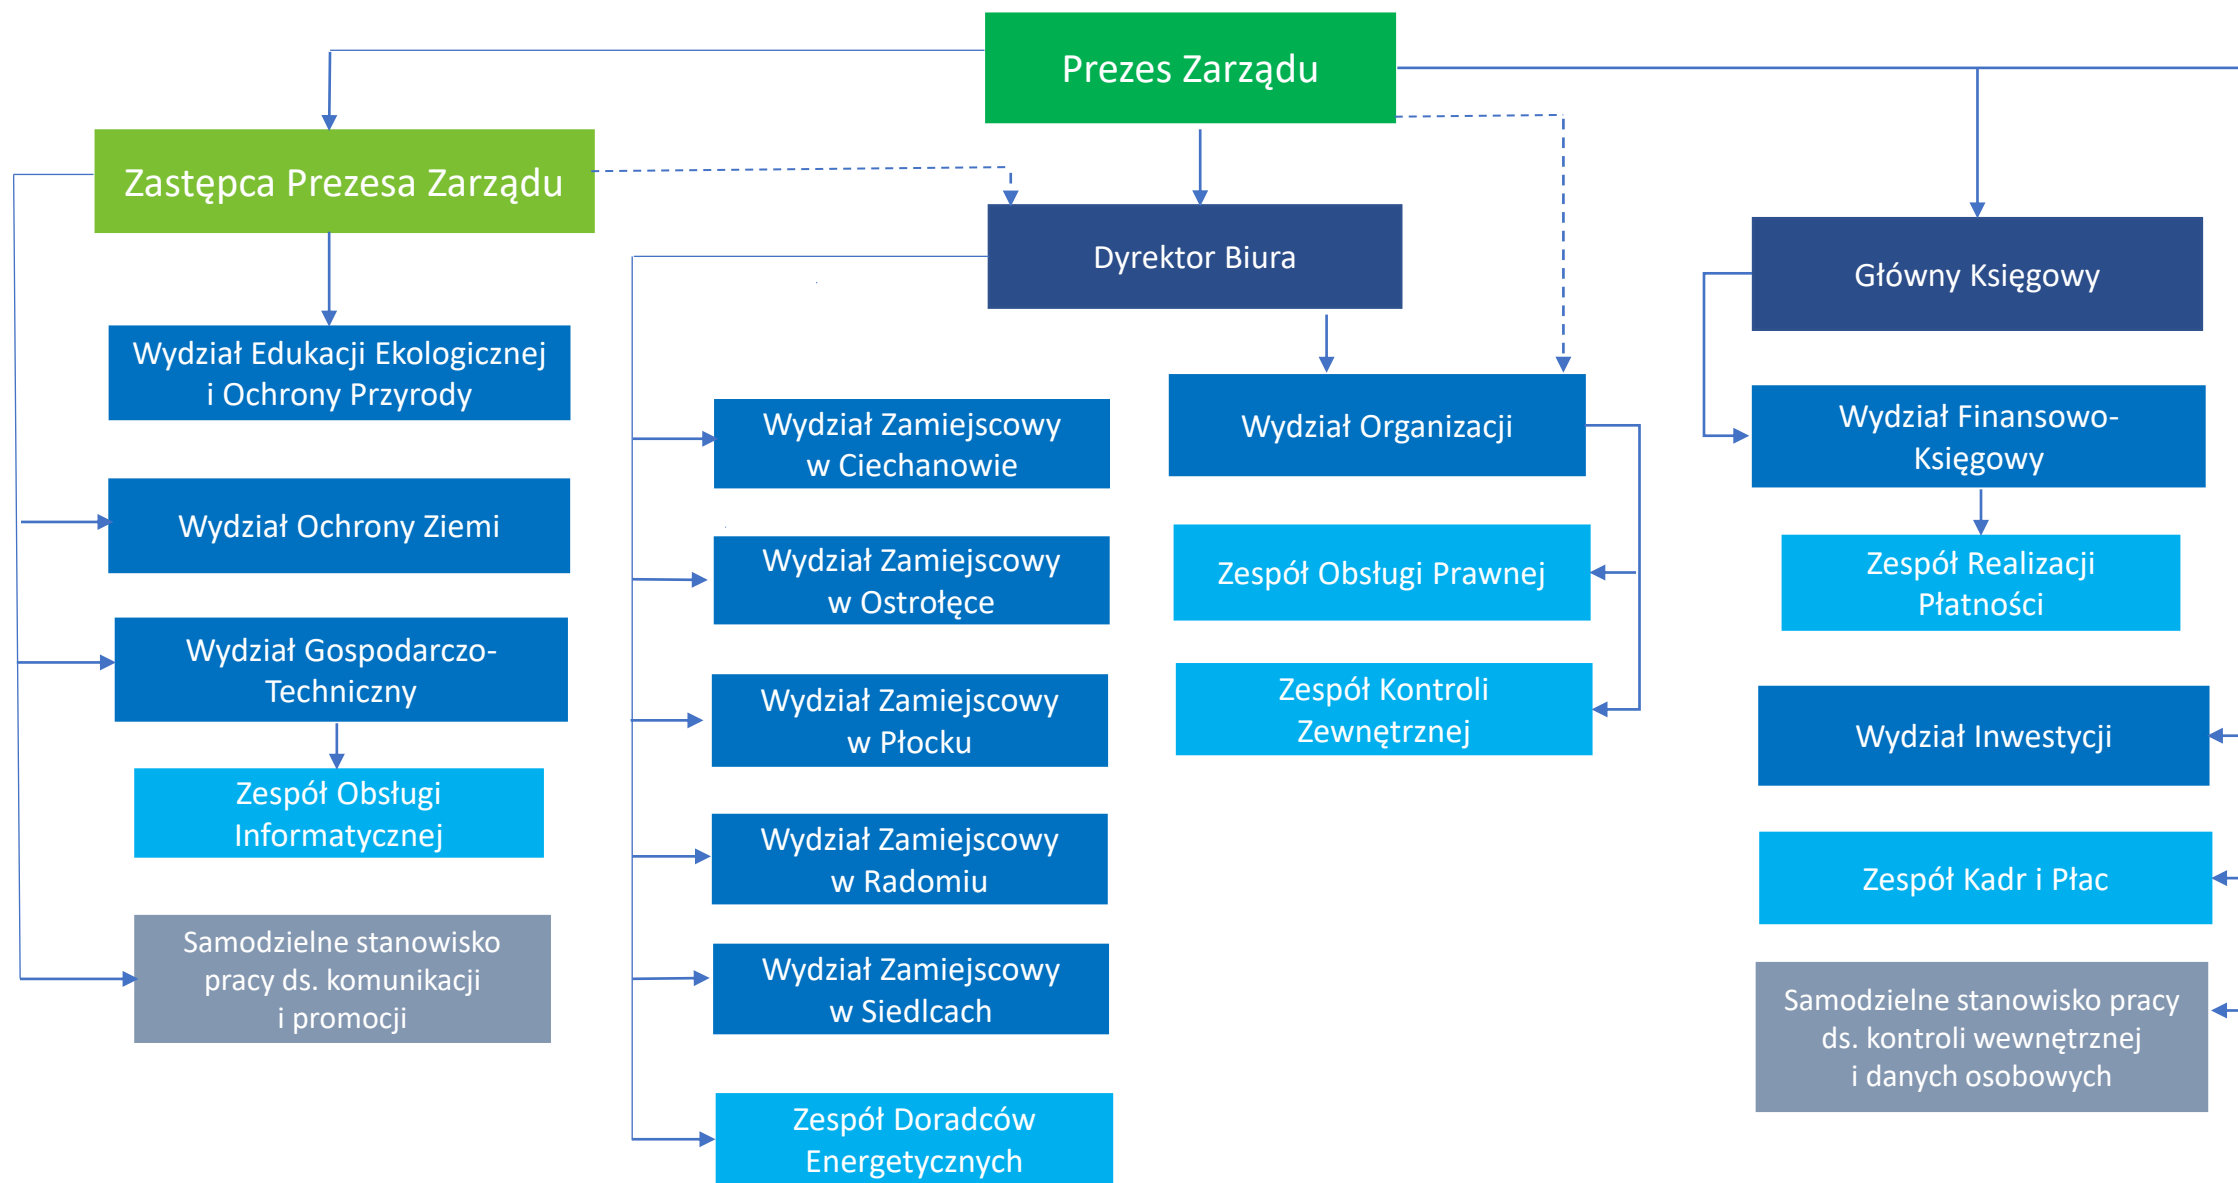 Prezes Zarządu
Zastępca Prezesa Zarządu
Dyrektor Biura
Główny Księgowy
Wydział Edukacji Ekologicznej
i Ochrony Przyrody
Wydział Ochrony Ziemi
Wydział Gospodarczo-
Techniczny
Zespół Obsługi
Informatycznej
Samodzielne stanowisko
pracy ds. komunikacji
i promocji
Wydział Zamiejscowy
w Ciechanowie
Wydział Zamiejscowy
w Ostrołęce
Wydział Zamiejscowy
w Płocku
Wydział Zamiejscowy
w Radomiu
Wydział Zamiejscowy
w Siedlcach
Zespół Doradców
Energetycznych
Wydział Organizacji
Zespół Obsługi Prawnej
Zespół Kontroli
Zewnętrznej
Wydział Finansowo-
Księgowy
Zespół Realizacji
Płatności
Wydział Inwestycji
Zespół Kadr i Płac
Samodzielne stanowisko pracy
ds. kontroli wewnętrznej
i danych osobowych